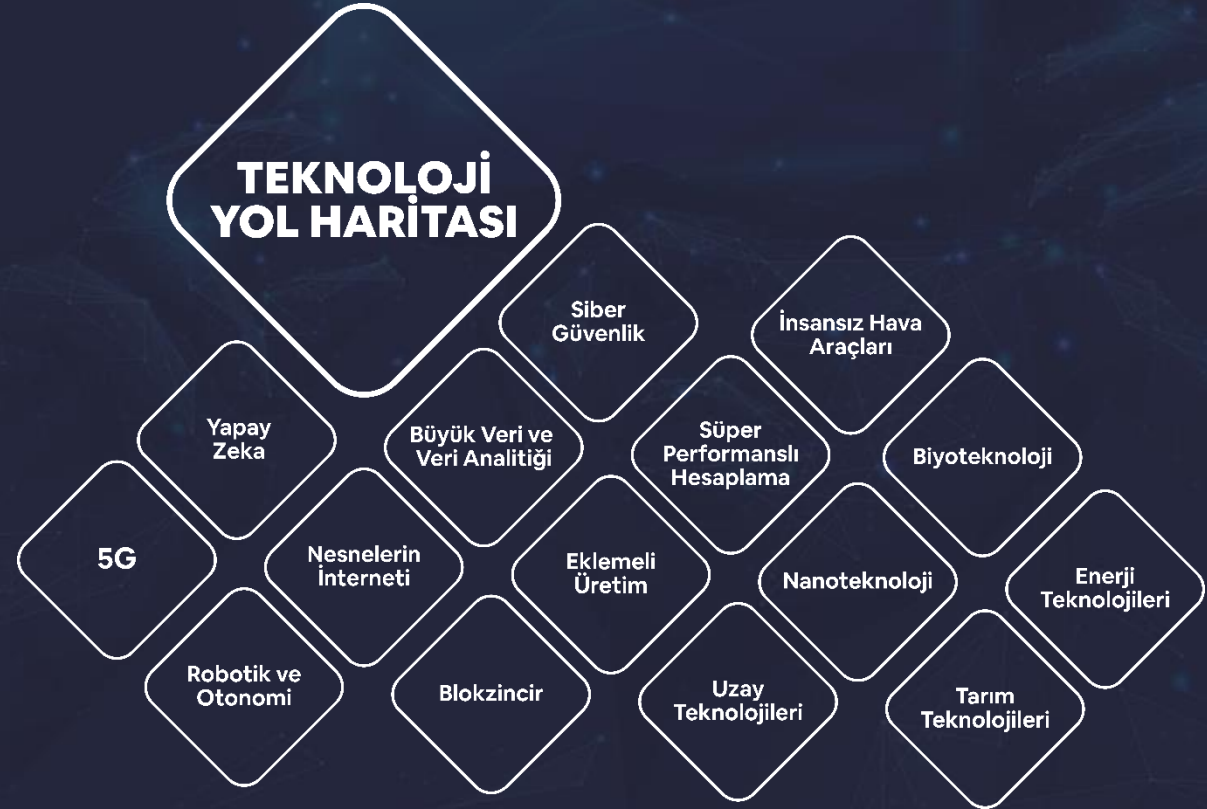 TEKNOLOJİ
YOL HARİTASI
Siber
Güvenlik
İnsansız Hava
Araçları
Yapay
Zeka
Büyük Veri ve
Veri Analitiği
Süper
Performanslı
Hesaplama
Biyoteknoloji
5G
Nesnelerin
İnterneti
Eklemeli
Üretim
Nanoteknoloji
Enerji
Teknolojileri
Robotik ve
Otonomi
Blokzincir
Uzay
Teknolojileri
Tarım
Teknolojileri